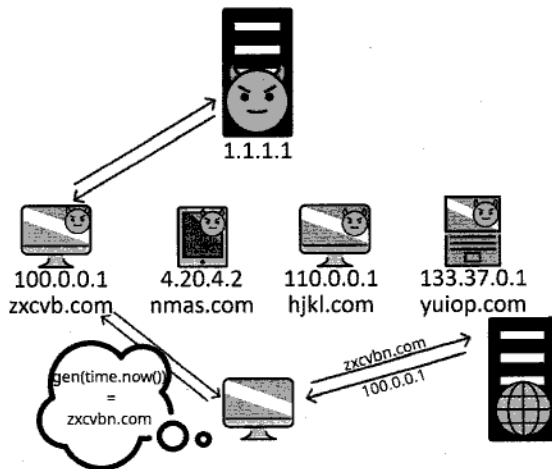 1.1.1.1
100.0.0.1
4.20.4.2
110.0.0.1
133.37.0.1
zxcvb.com
nmas.com
hjkl.com
yuiop.com
gen(time.now())
=
zxcvbn.com
zxcvbn.com
100.0.0.1